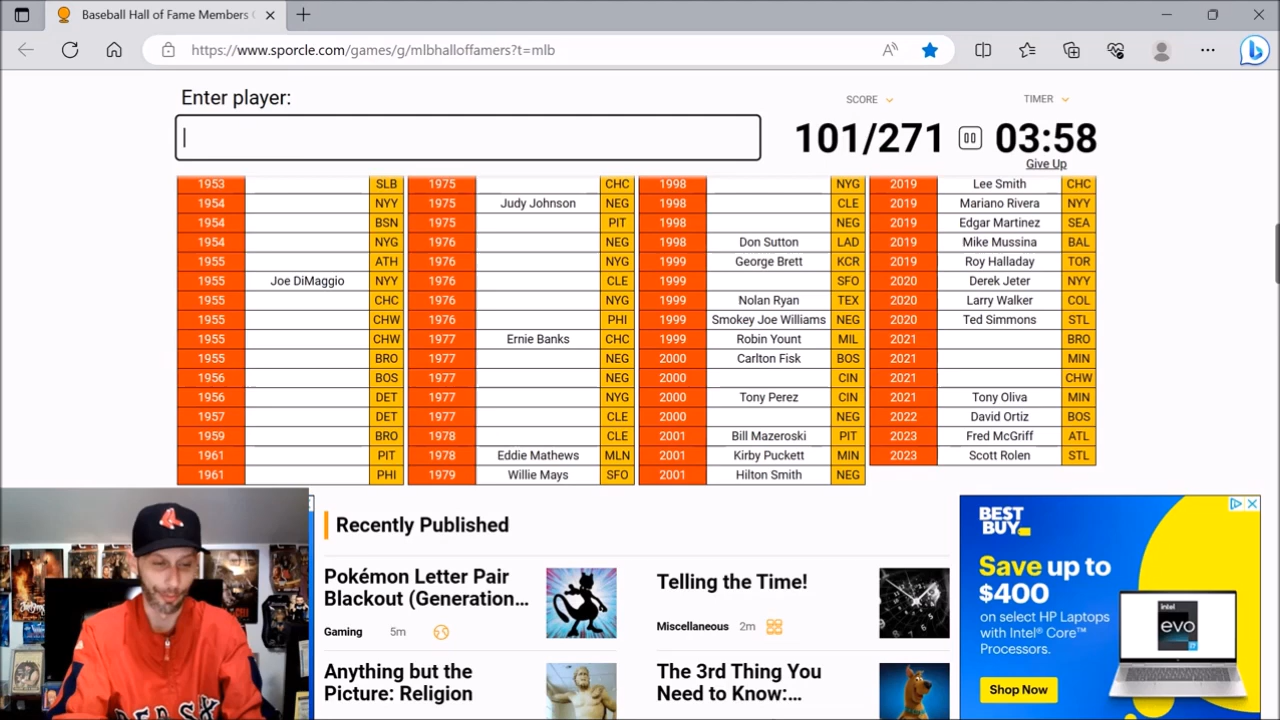 Baseball Hall of Fame Members
https://www.sporcle.com/games/g/mlbhalloffamers?t=mlb
Enter player:
SCORE
TIMER
101/271
03:58
Give Up
1953 SLB 1975 CHC 1998 NYG 2019 Lee Smith CHC
1954 NYY 1975 Judy Johnson NEG 1998 CLE 2019 Mariano Rivera NYY
1954 BSN 1975 PIT 1998 NEG 2019 Edgar Martinez SEA
1954 NYG 1976 NEG 1998 Don Sutton LAD 2019 Mike Mussina BAL
1955 ATH 1976 NYG 1999 George Brett KCR 2019 Roy Halladay TOR
1955 Joe DiMaggio NYY 1976 CLE 1999 SFO 2020 Derek Jeter NYY
1955 CHC 1976 NYG 1999 Nolan Ryan TEX 2020 Larry Walker COL
1955 CHW 1976 PHI 1999 Smokey Joe Williams NEG 2020 Ted Simmons STL
1955 CHW 1977 Ernie Banks CHC 1999 Robin Yount MIL 2021 BRO
1955 BRO 1977 NEG 2000 Carlton Fisk BOS 2021 MIN
1956 BOS 1977 NEG 2000 CIN 2021 CHW
1956 DET 1977 NYG 2000 Tony Perez CIN 2021 Tony Oliva MIN
1957 DET 1977 CLE 2000 NEG 2022 David Ortiz BOS
1959 BRO 1978 CLE 2001 Bill Mazeroski PIT 2023 Fred McGriff ATL
1961 PIT 1978 Eddie Mathews MLN 2001 Kirby Puckett MIN 2023 Scott Rolen STL
1961 PHI 1979 Willie Mays SFO 2001 Hilton Smith NEG
Recently Published
Pokémon Letter Pair
Blackout (Generation...
Gaming 5m
Telling the Time!
Miscellaneous 2m
Anything but the
Picture: Religion
The 3rd Thing You
Need to Know:...
BEST
BUY
Save up to
$400
on select HP Laptops
with Intel® Core™
Processors.
Shop Now
intel
evo